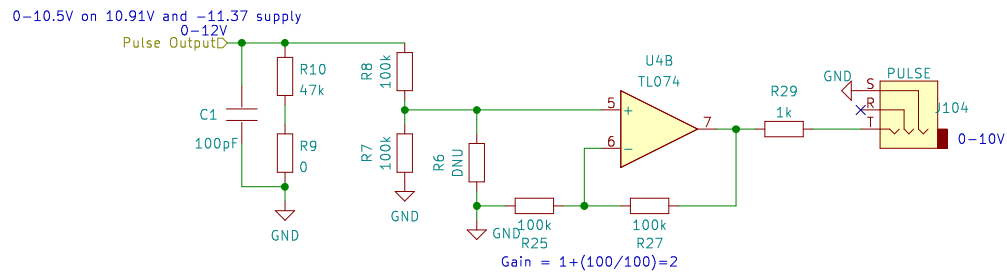 0-10.5V on 10.91V and -11.37 supply
0-12V
Pulse Output
R10
47k
R8
100k
C1
100pF
R9
0
R7
100k
R6
DNU
GND
GND
GND
U4B
TL074
5
+
6
-
7
100k
R25
100k
R27
Gain = 1+(100/100)=2
R29
1k
GND
PULSE
S
R
T
J104
0-10V